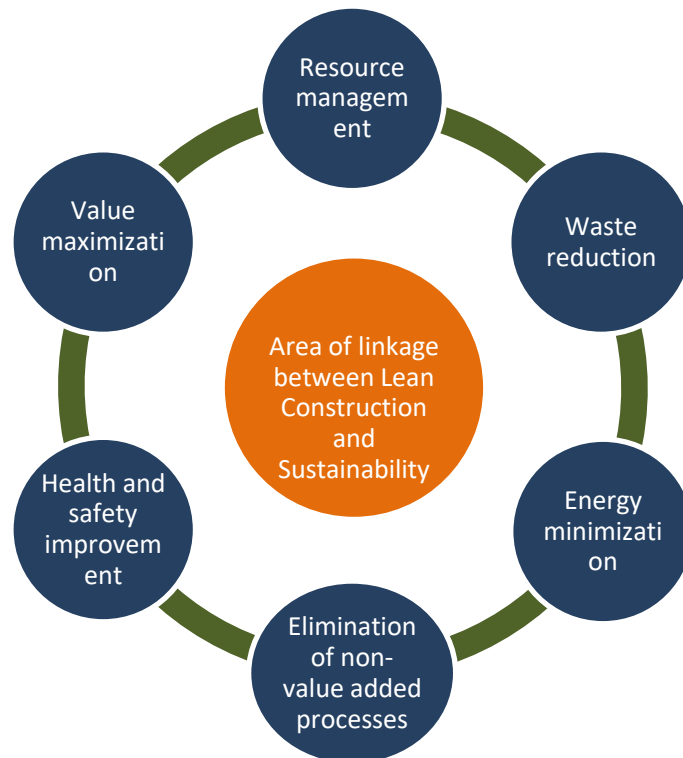 Resource
managem
ent
Waste
reduction
Energy
minimizati
on
Elimination
of non-
value added
processes
Health and
safety
improvem
ent
Value
maximizati
on
Area of linkage
between Lean
Construction
and
Sustainability